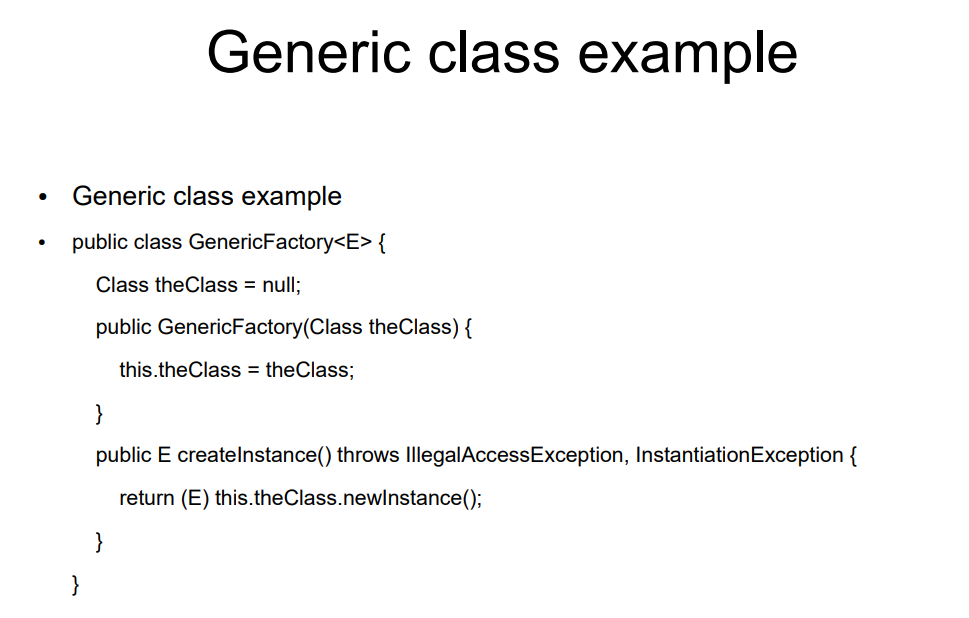 Generic class example
• Generic class example
• public class GenericFactory<E> {
Class theClass = null;
public GenericFactory(Class theClass) {
this.theClass = theClass;
}
public E createInstance() throws IllegalAccessException, InstantiationException {
return (E) this.theClass.newInstance();
}
}